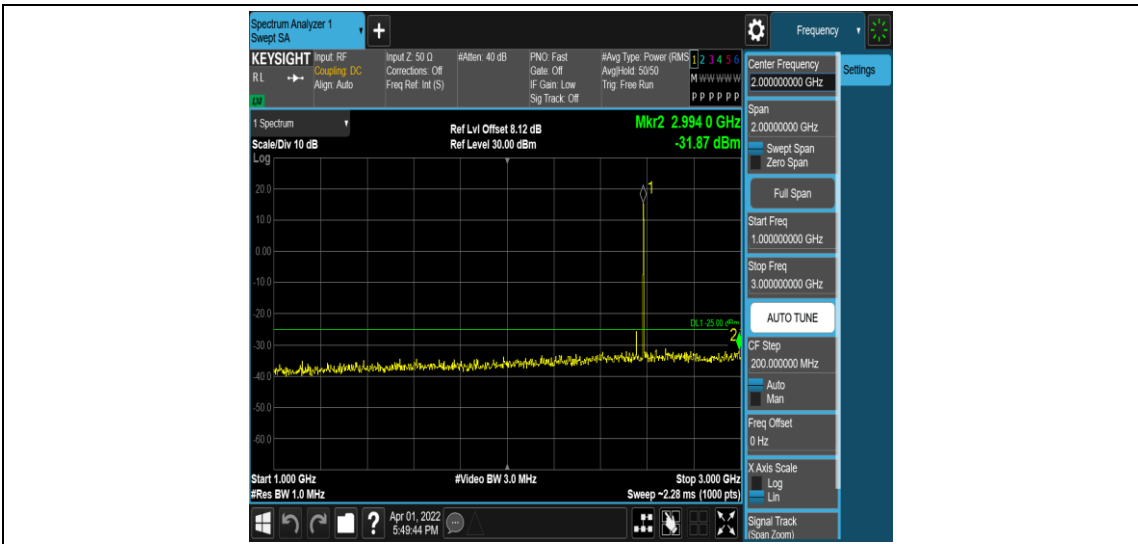 Spectrum Analyzer 1
Swept SA
+
Frequency
KEYSIGHT
RL
LXI
Input: RF
Coupling: DC
Align: Auto
Input Z: 50 Ω
Corrections: Off
Freq Ref: Int (S)
#Atten: 40 dB
PNO: Fast
Gate: Off
IF Gain: Low
Sig Track: Off
#Avg Type: Power (RMS
Avg|Hold: 50/50
Trig: Free Run
1 2 3 4 5 6
M W W W W W
P P P P P P
Center Frequency
2.000000000 GHz
Settings
Span
2.00000000 GHz
Swept Span
Zero Span
Full Span
Start Freq
1.000000000 GHz
Stop Freq
3.000000000 GHz
AUTO TUNE
CF Step
200.000000 MHz
Auto
Man
Freq Offset
0 Hz
X Axis Scale
Log
Lin
Signal Track
(Span Zoom)
1 Spectrum
Scale/Div 10 dB
Log
Ref Lvl Offset 8.12 dB
Ref Level 30.00 dBm
Mkr2 2.994 0 GHz
-31.87 dBm
20.0
10.0
0.00
-10.0
-20.0
-30.0
-40.0
-50.0
-60.0
1
DL1 -25.00 dBm
2
Start 1.000 GHz
#Res BW 1.0 MHz
#Video BW 3.0 MHz
Stop 3.000 GHz
Sweep ~2.28 ms (1000 pts)
?
Apr 01, 2022
5:49:44 PM